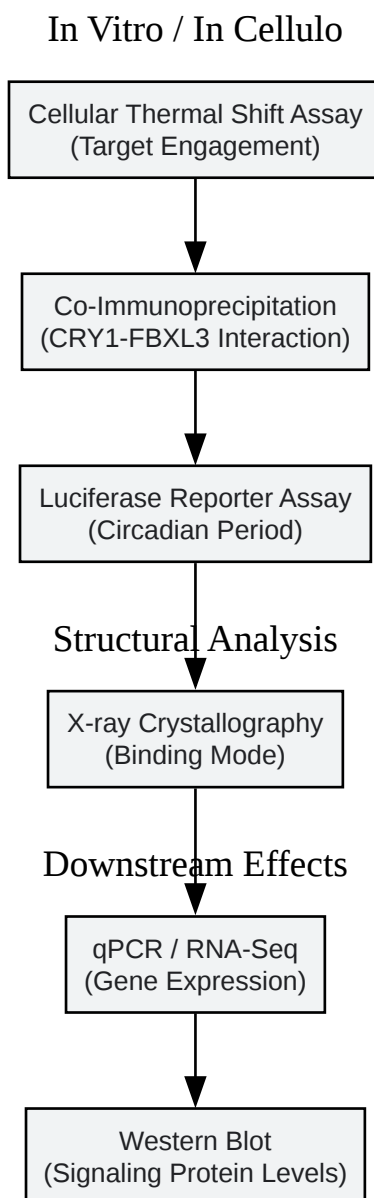 In Vitro / In Cellulo
Cellular Thermal Shift Assay
(Target Engagement)
Co-Immunoprecipitation
(CRY1-FBXL3 Interaction)
Luciferase Reporter Assay
(Circadian Period)
Structural Analysis
X-ray Crystallography
(Binding Mode)
Downstream Effects
qPCR / RNA-Seq
(Gene Expression)
Western Blot
(Signaling Protein Levels)